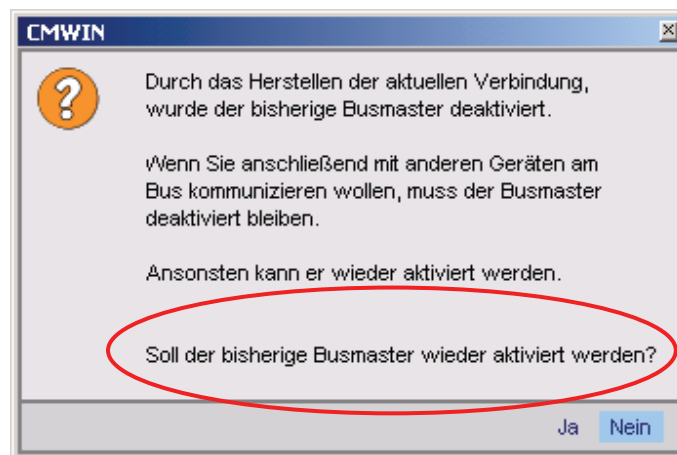 CMWIN
Durch das Herstellen der aktuellen Verbindung,
wurde der bisherige Busmaster deaktiviert.
Wenn Sie anschließend mit anderen Geräten am
Bus kommunizieren wollen, muss der Busmaster
deaktiviert bleiben.
Ansonsten kann er wieder aktiviert werden.
Soll der bisherige Busmaster wieder aktiviert werden?
Ja Nein